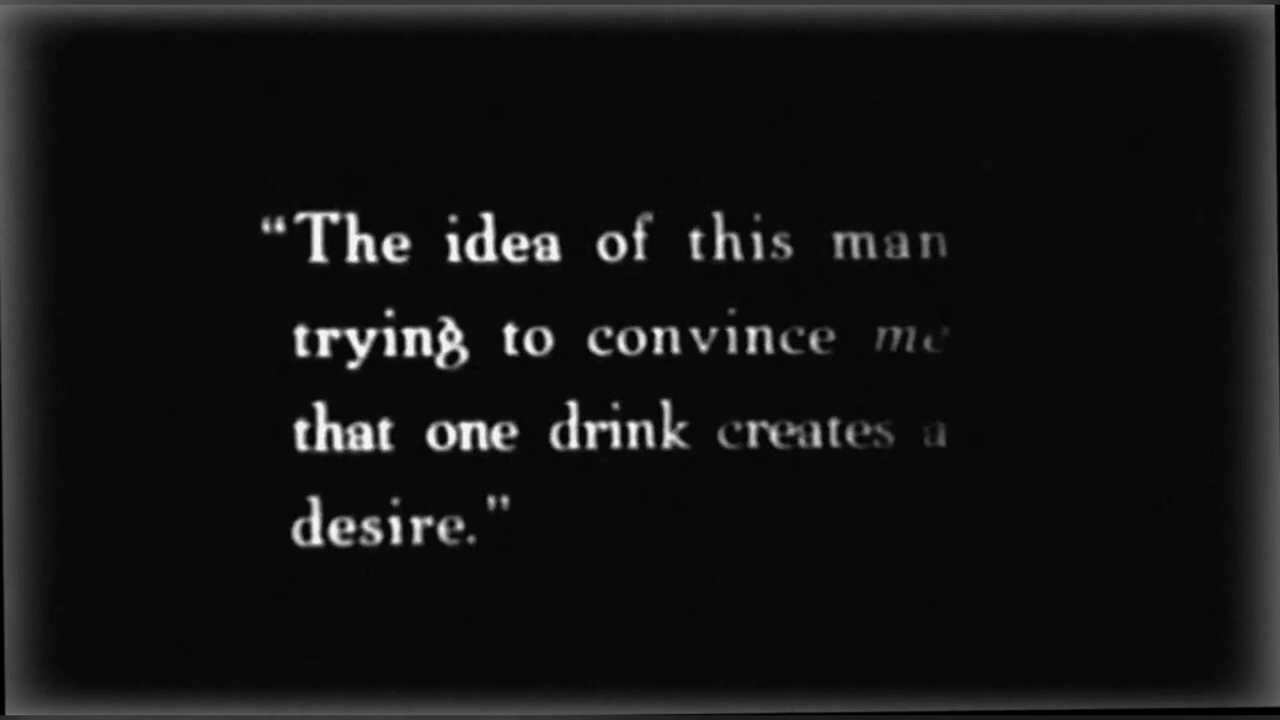 “The idea of this man
trying to convince me
that one drink creates a
desire.”